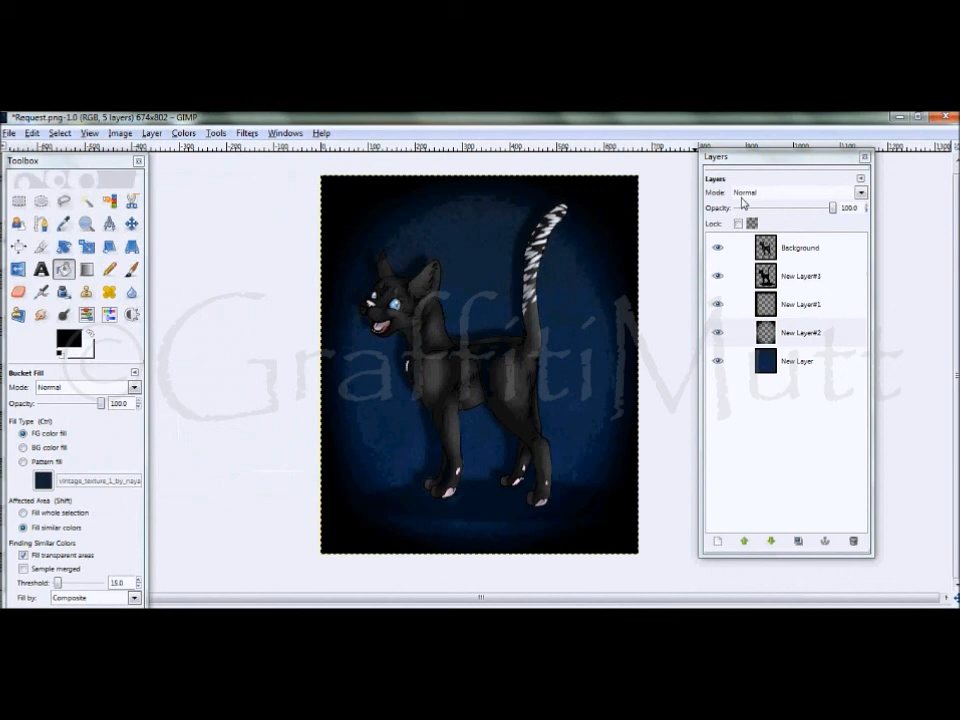 *Request.png-1.0 (RGB, 5 layers) 674x802 – GIMP
File Edit Select View Image Layer Colors Tools Filters Windows Help
Toolbox
Layers
Layers
Mode: Normal
Opacity: 100.0
Lock:
Background
New Layer#3
New Layer#1
New Layer#2
New Layer
©GraffitiMutt
Bucket Fill
Mode: Normal
Opacity: 100.0
Fill Type (Ctrl)
FG color fill
BG color fill
Pattern fill
vintage_texture_1_by_naya
Affected Area (Shift)
Fill whole selection
Fill similar colors
Finding Similar Colors
Fill transparent areas
Sample merged
Threshold: 15.0
Fill by: Composite